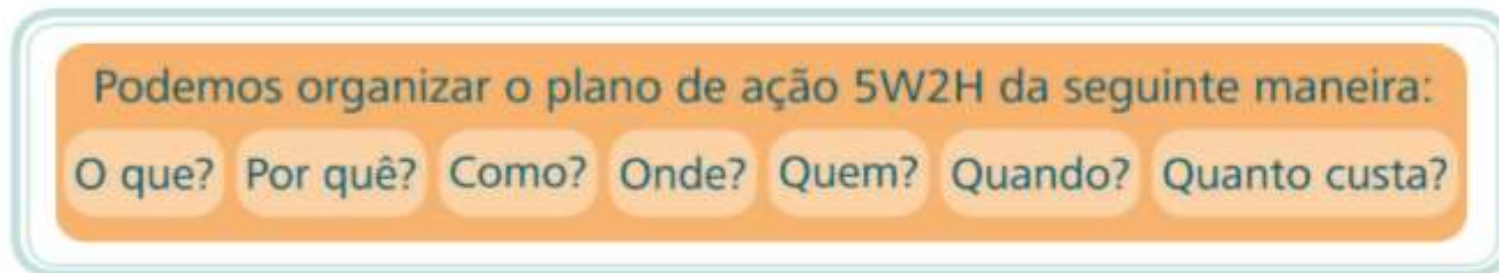 Podemos organizar o plano de ação 5W2H da seguinte maneira:
O que? Por quê? Como? Onde? Quem? Quando? Quanto custa?